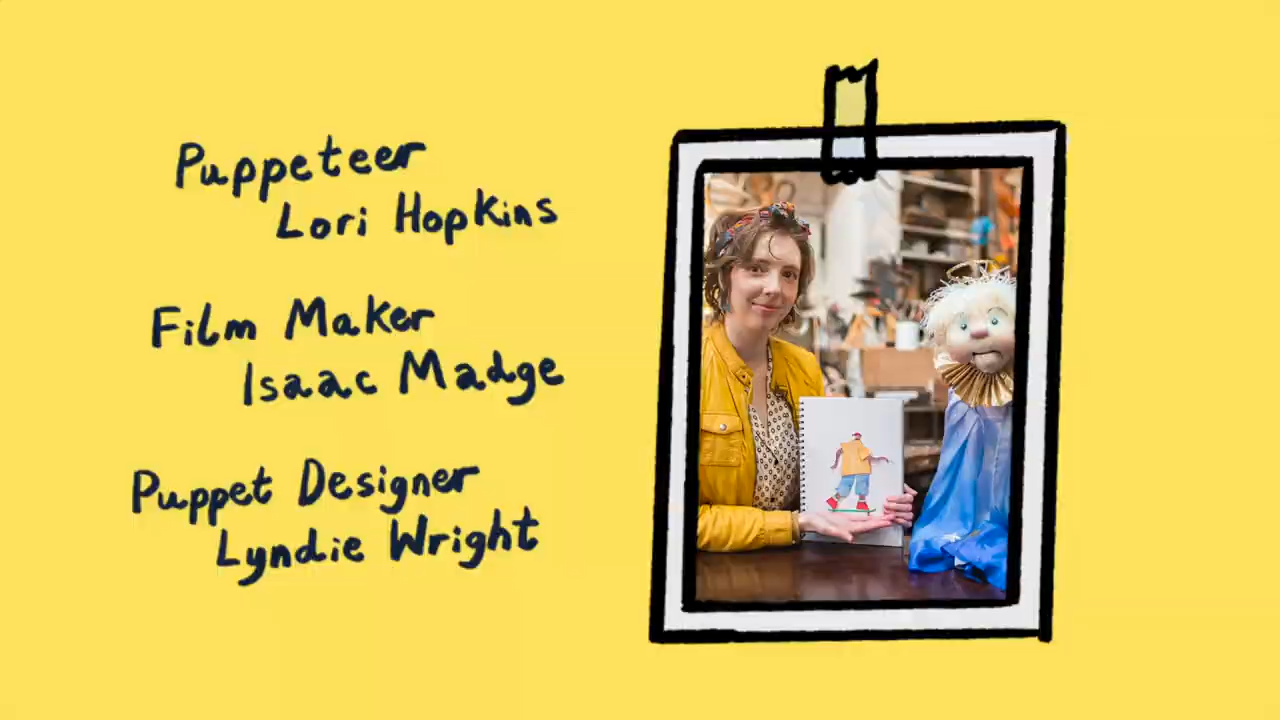 Puppeteer
Lori Hopkins
Film Maker
Isaac Madge
Puppet Designer
Lyndie Wright